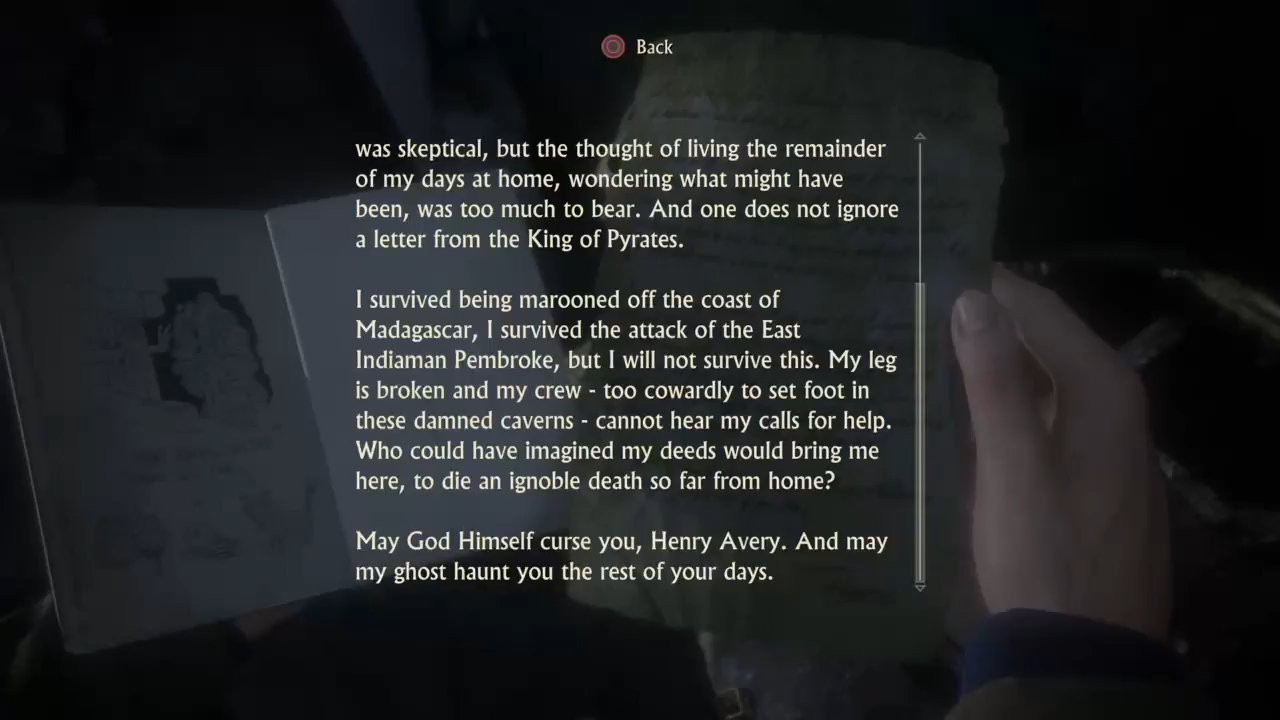 Back
was skeptical, but the thought of living the remainder
of my days at home, wondering what might have
been, was too much to bear. And one does not ignore
a letter from the King of Pyrates.
I survived being marooned off the coast of
Madagascar, I survived the attack of the East
Indiaman Pembroke, but I will not survive this. My leg
is broken and my crew - too cowardly to set foot in
these damned caverns - cannot hear my calls for help.
Who could have imagined my deeds would bring me
here, to die an ignoble death so far from home?
May God Himself curse you, Henry Avery. And may
my ghost haunt you the rest of your days.